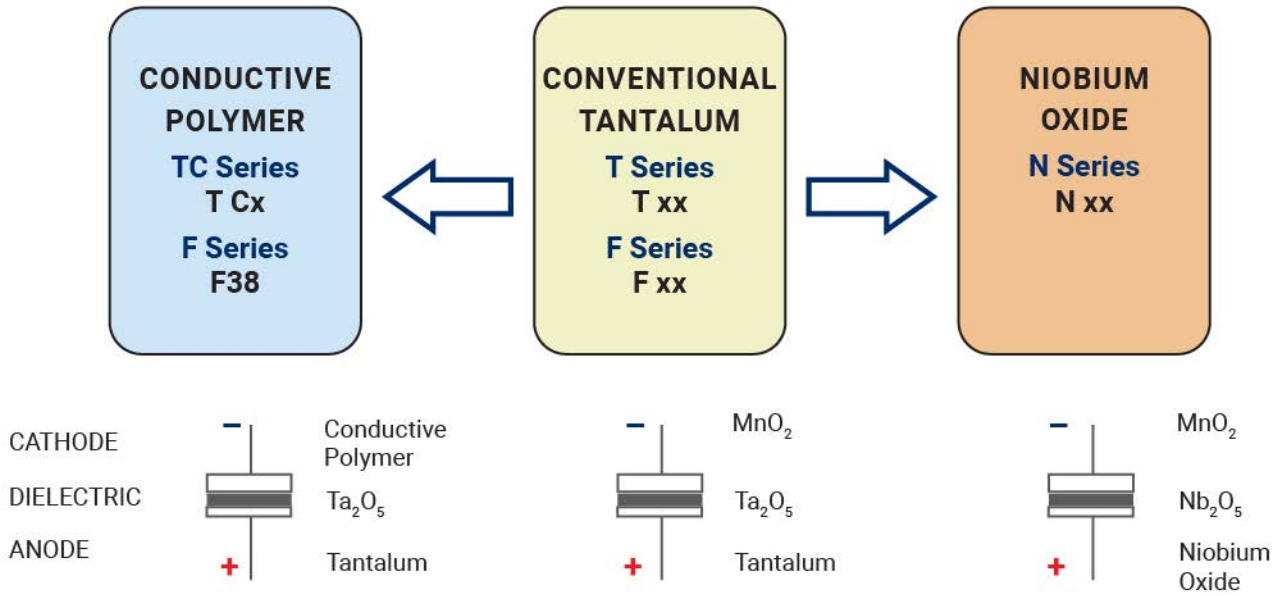 CONDUCTIVE
POLYMER
TC Series
T Cx
F Series
F38
CONVENTIONAL
TANTALUM
T Series
T xx
F Series
F xx
NIOBIUM
OXIDE
N Series
N xx
CATHODE
DIELECTRIC
ANODE
−
Conductive
Polymer
Ta₂O₅
+
Tantalum
−
MnO₂
Ta₂O₅
+
Tantalum
−
MnO₂
Nb₂O₅
+
Niobium
Oxide